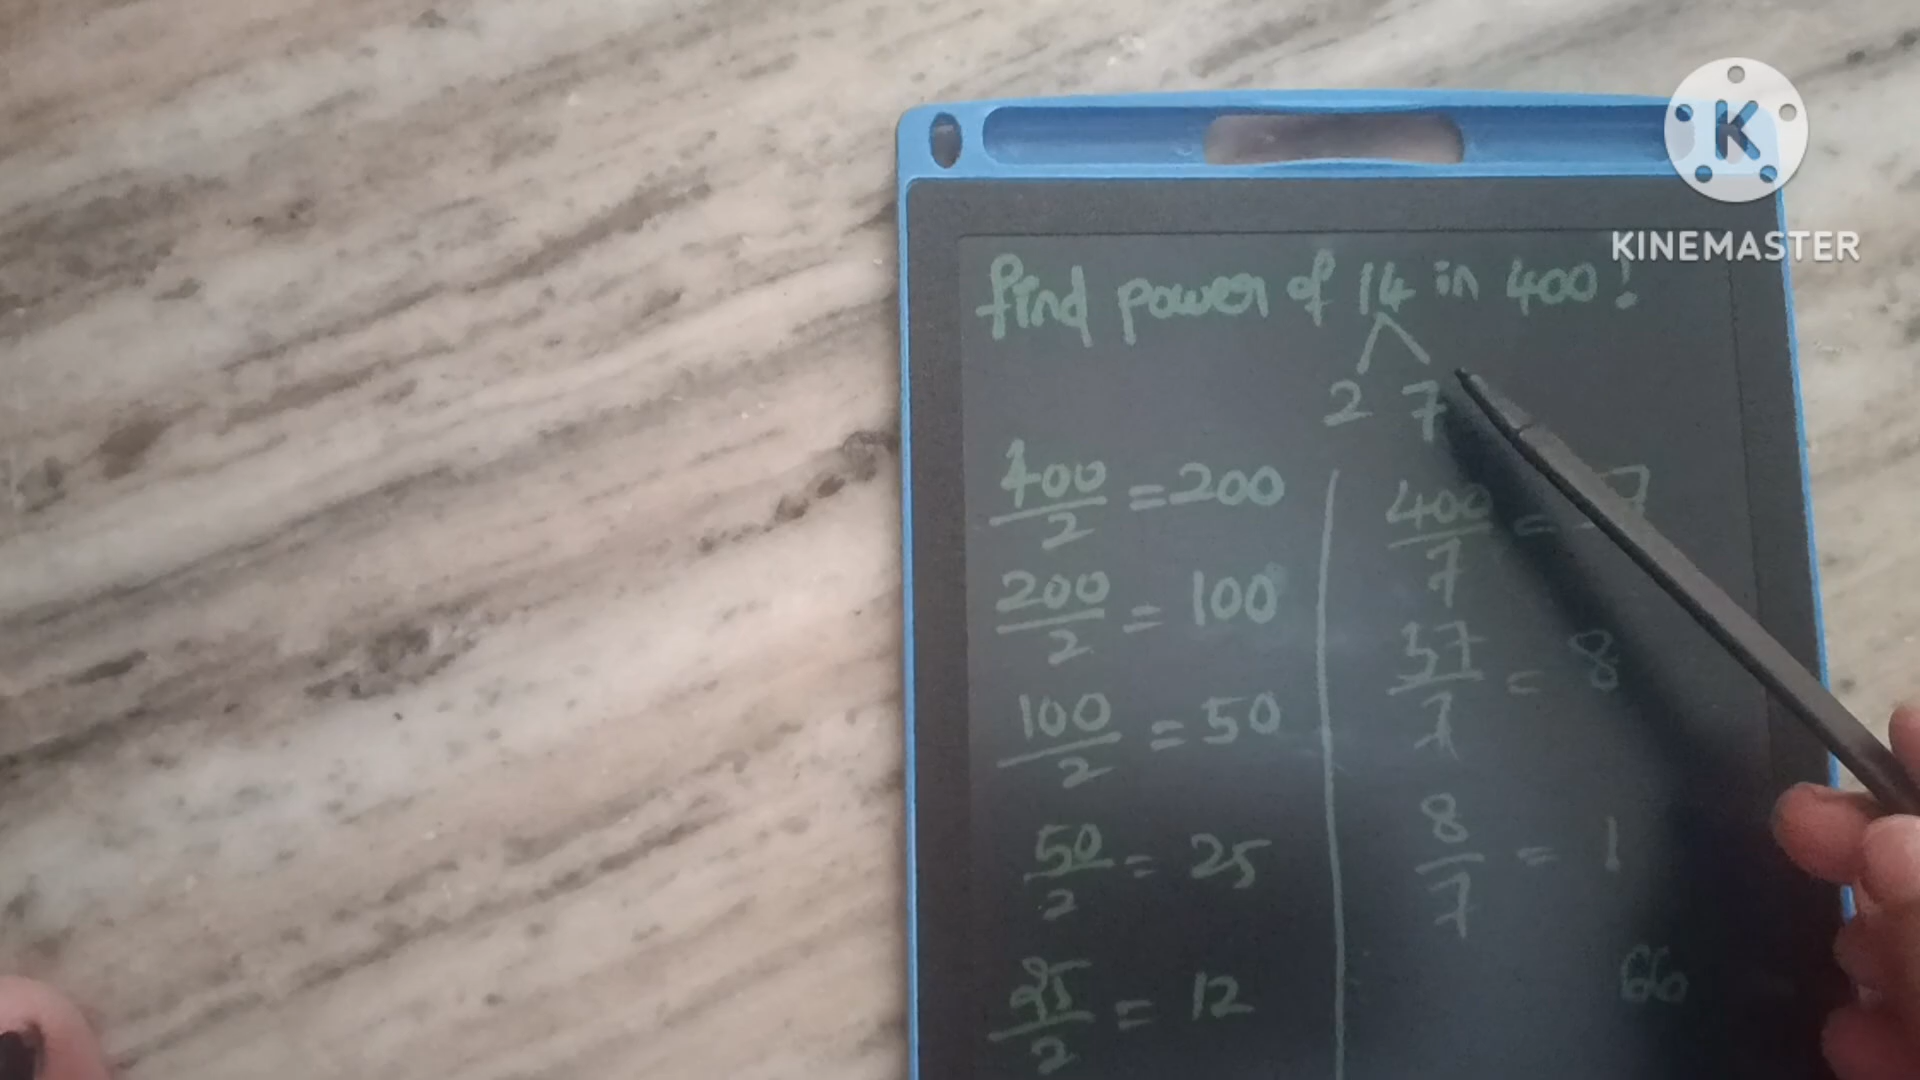 K
KINEMASTER
find power of 14 in 400!
2 7
400/2 = 200
200/2 = 100
100/2 = 50
50/2 = 25
25/2 = 12
400/7 = 7
57/7 = 8
8/7 = 1
66